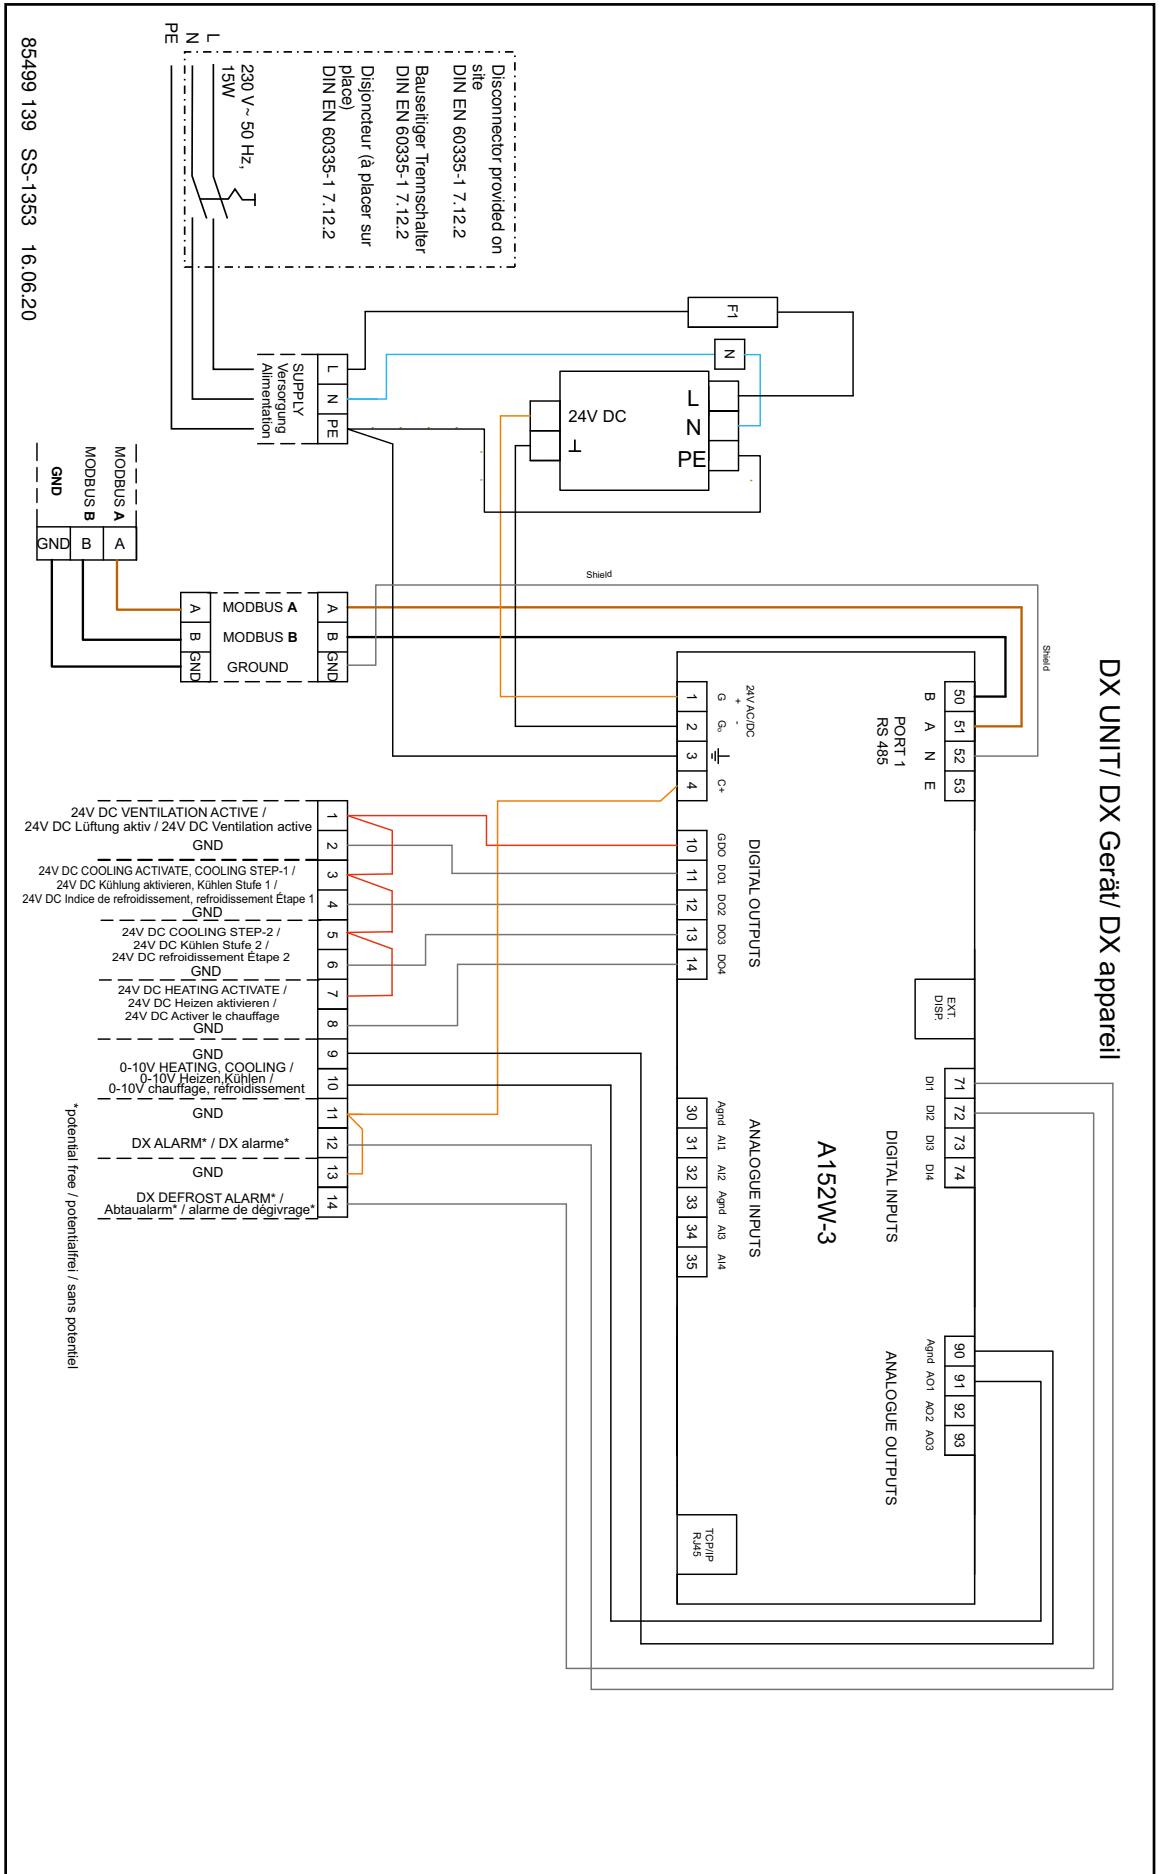 DX UNIT/ DX Gerät/ DX appareil
Disconnector provided on
site
DIN EN 60335-1 7.12.2
Bauseitiger Trennschalter
DIN EN 60335-1 7.12.2
Disjoncteur (à placer sur
place)
DIN EN 60335-1 7.12.2
230 V ~ 50 Hz,
15W
L
N
PE
85499 139 SS-1353 16.06.20
F1
N
L
N
PE
24V DC
⊥
L
N
PE
SUPPLY
Versorgung
Alimentation
MODBUS A
MODBUS B
GND
A
B
GND
A
B
GND
MODBUS A
MODBUS B
GROUND
A
B
GND
Shield
Shield
50
51
52
53
B
A
N
E
PORT 1
RS 485
1
2
3
4
G
G₀
C+
+
-
24V AC/DC
10
11
12
13
14
GDO
DO1
DO2
DO3
DO4
DIGITAL OUTPUTS
EXT.
DISP.
71
72
73
74
DI1
DI2
DI3
DI4
DIGITAL INPUTS
A152W-3
30
31
32
33
34
35
Agnd
AI1
AI2
Agnd
AI3
AI4
ANALOGUE INPUTS
90
91
92
93
Agnd
AO1
AO2
AO3
ANALOGUE OUTPUTS
TCP/IP
RJ45
24V DC VENTILATION ACTIVE /
24V DC Lüftung aktiv / 24V DC Ventilation active
1
GND
2
24V DC COOLING ACTIVATE, COOLING STEP-1 /
24V DC Kühlung aktivieren, Kühlen Stufe 1 /
24V DC Indice de refroidissement, refroidissement Étape 1
3
GND
4
24V DC COOLING STEP-2 /
24V DC Kühlen Stufe 2 /
24V DC refroidissement Étape 2
5
GND
6
24V DC HEATING ACTIVATE /
24V DC Heizen aktivieren /
24V DC Activer le chauffage
7
GND
8
GND
9
0-10V HEATING, COOLING /
0-10V Heizen,Kühlen /
0-10V chauffage, refroidissement
10
GND
11
DX ALARM* / DX alarme*
12
GND
13
DX DEFROST ALARM* /
Abtaualarm* / alarme de dégivrage*
14
*potential free / potentialfrei / sans potentiel